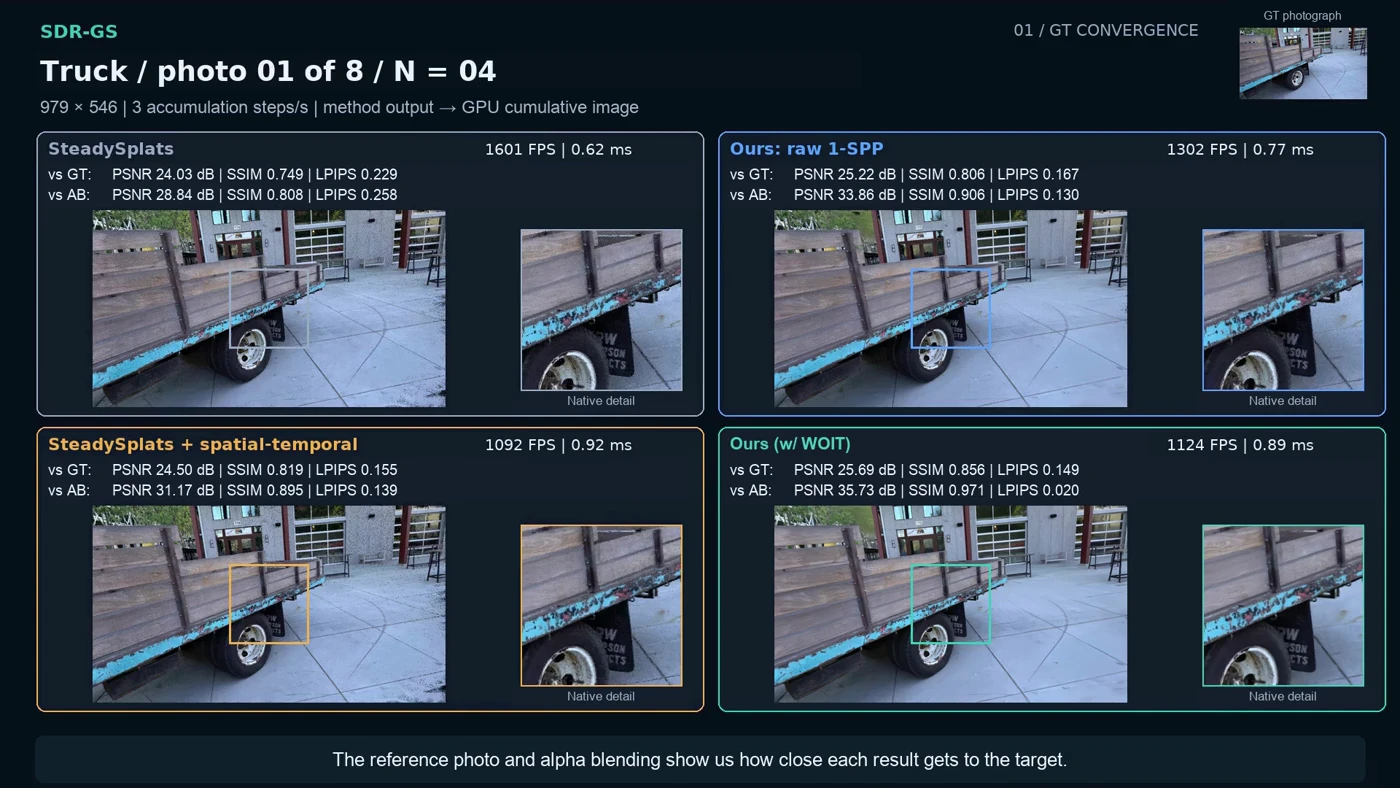 SDR-GS
01 / GT CONVERGENCE
GT photograph
Truck / photo 01 of 8 / N = 04
979 × 546 | 3 accumulation steps/s | method output → GPU cumulative image
SteadySplats
1601 FPS | 0.62 ms
vs GT: PSNR 24.03 dB | SSIM 0.749 | LPIPS 0.229
vs AB: PSNR 28.84 dB | SSIM 0.808 | LPIPS 0.258
Native detail
Ours: raw 1-SPP
1302 FPS | 0.77 ms
vs GT: PSNR 25.22 dB | SSIM 0.806 | LPIPS 0.167
vs AB: PSNR 33.86 dB | SSIM 0.906 | LPIPS 0.130
Native detail
SteadySplats + spatial-temporal
1092 FPS | 0.92 ms
vs GT: PSNR 24.50 dB | SSIM 0.819 | LPIPS 0.155
vs AB: PSNR 31.17 dB | SSIM 0.895 | LPIPS 0.139
Native detail
Ours (w/ WOIT)
1124 FPS | 0.89 ms
vs GT: PSNR 25.69 dB | SSIM 0.856 | LPIPS 0.149
vs AB: PSNR 35.73 dB | SSIM 0.971 | LPIPS 0.020
Native detail
The reference photo and alpha blending show us how close each result gets to the target.